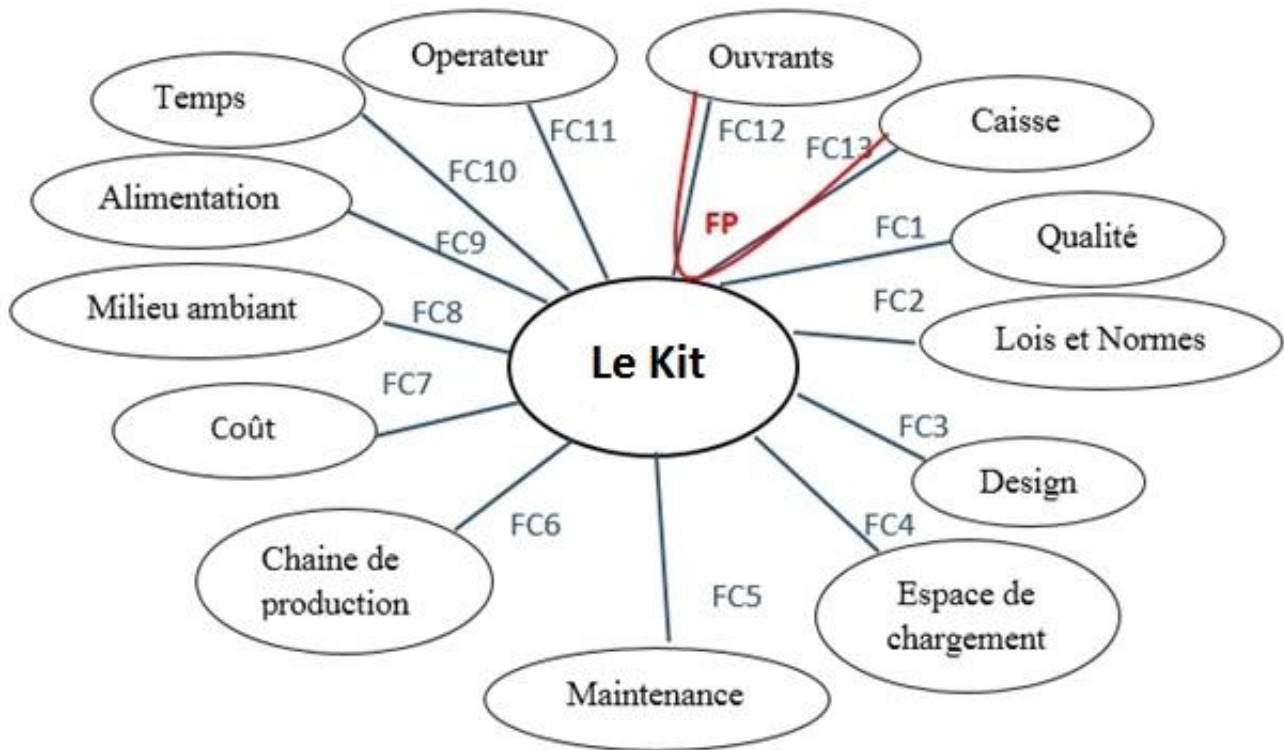 Operateur
Ouvrants
Temps
Caisse
FC11
FC12
FC13
FC10
Alimentation
FP
FC1
Qualité
FC9
Milieu ambiant
FC8
FC2
Lois et Normes
Le Kit
FC7
Coût
FC3
Design
FC6
FC4
Chaine de
production
FC5
Espace de
chargement
Maintenance